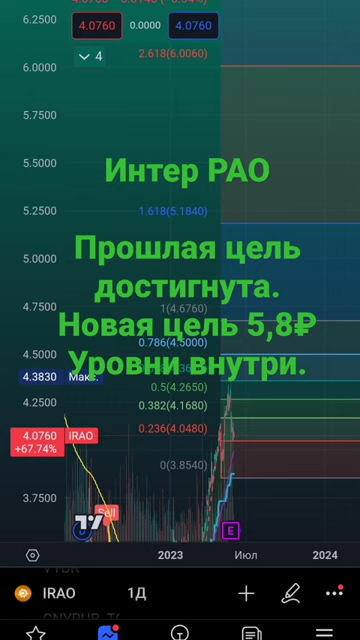 6.2500
4.0760
0.0000
4.0760
4
2.618(6.0060)
6.0000
5.7500
5.5000
Интер РАО
5.2500
1.618(5.1840)
Прошлая цель
5.0000
достигнута.
4.7500
1(4.6760)
Новая цель 5,8₽
0.786(4.5000)
4.5000
Уровни внутри.
4.3830 Макс.
0.5(4.2650)
4.2500
0.382(4.1680)
4.0760 IRAO
+67.74%
0.236(4.0480)
0(3.8540)
3.7500
Sell
E
2023
Июл
2024
IRAO
1Д